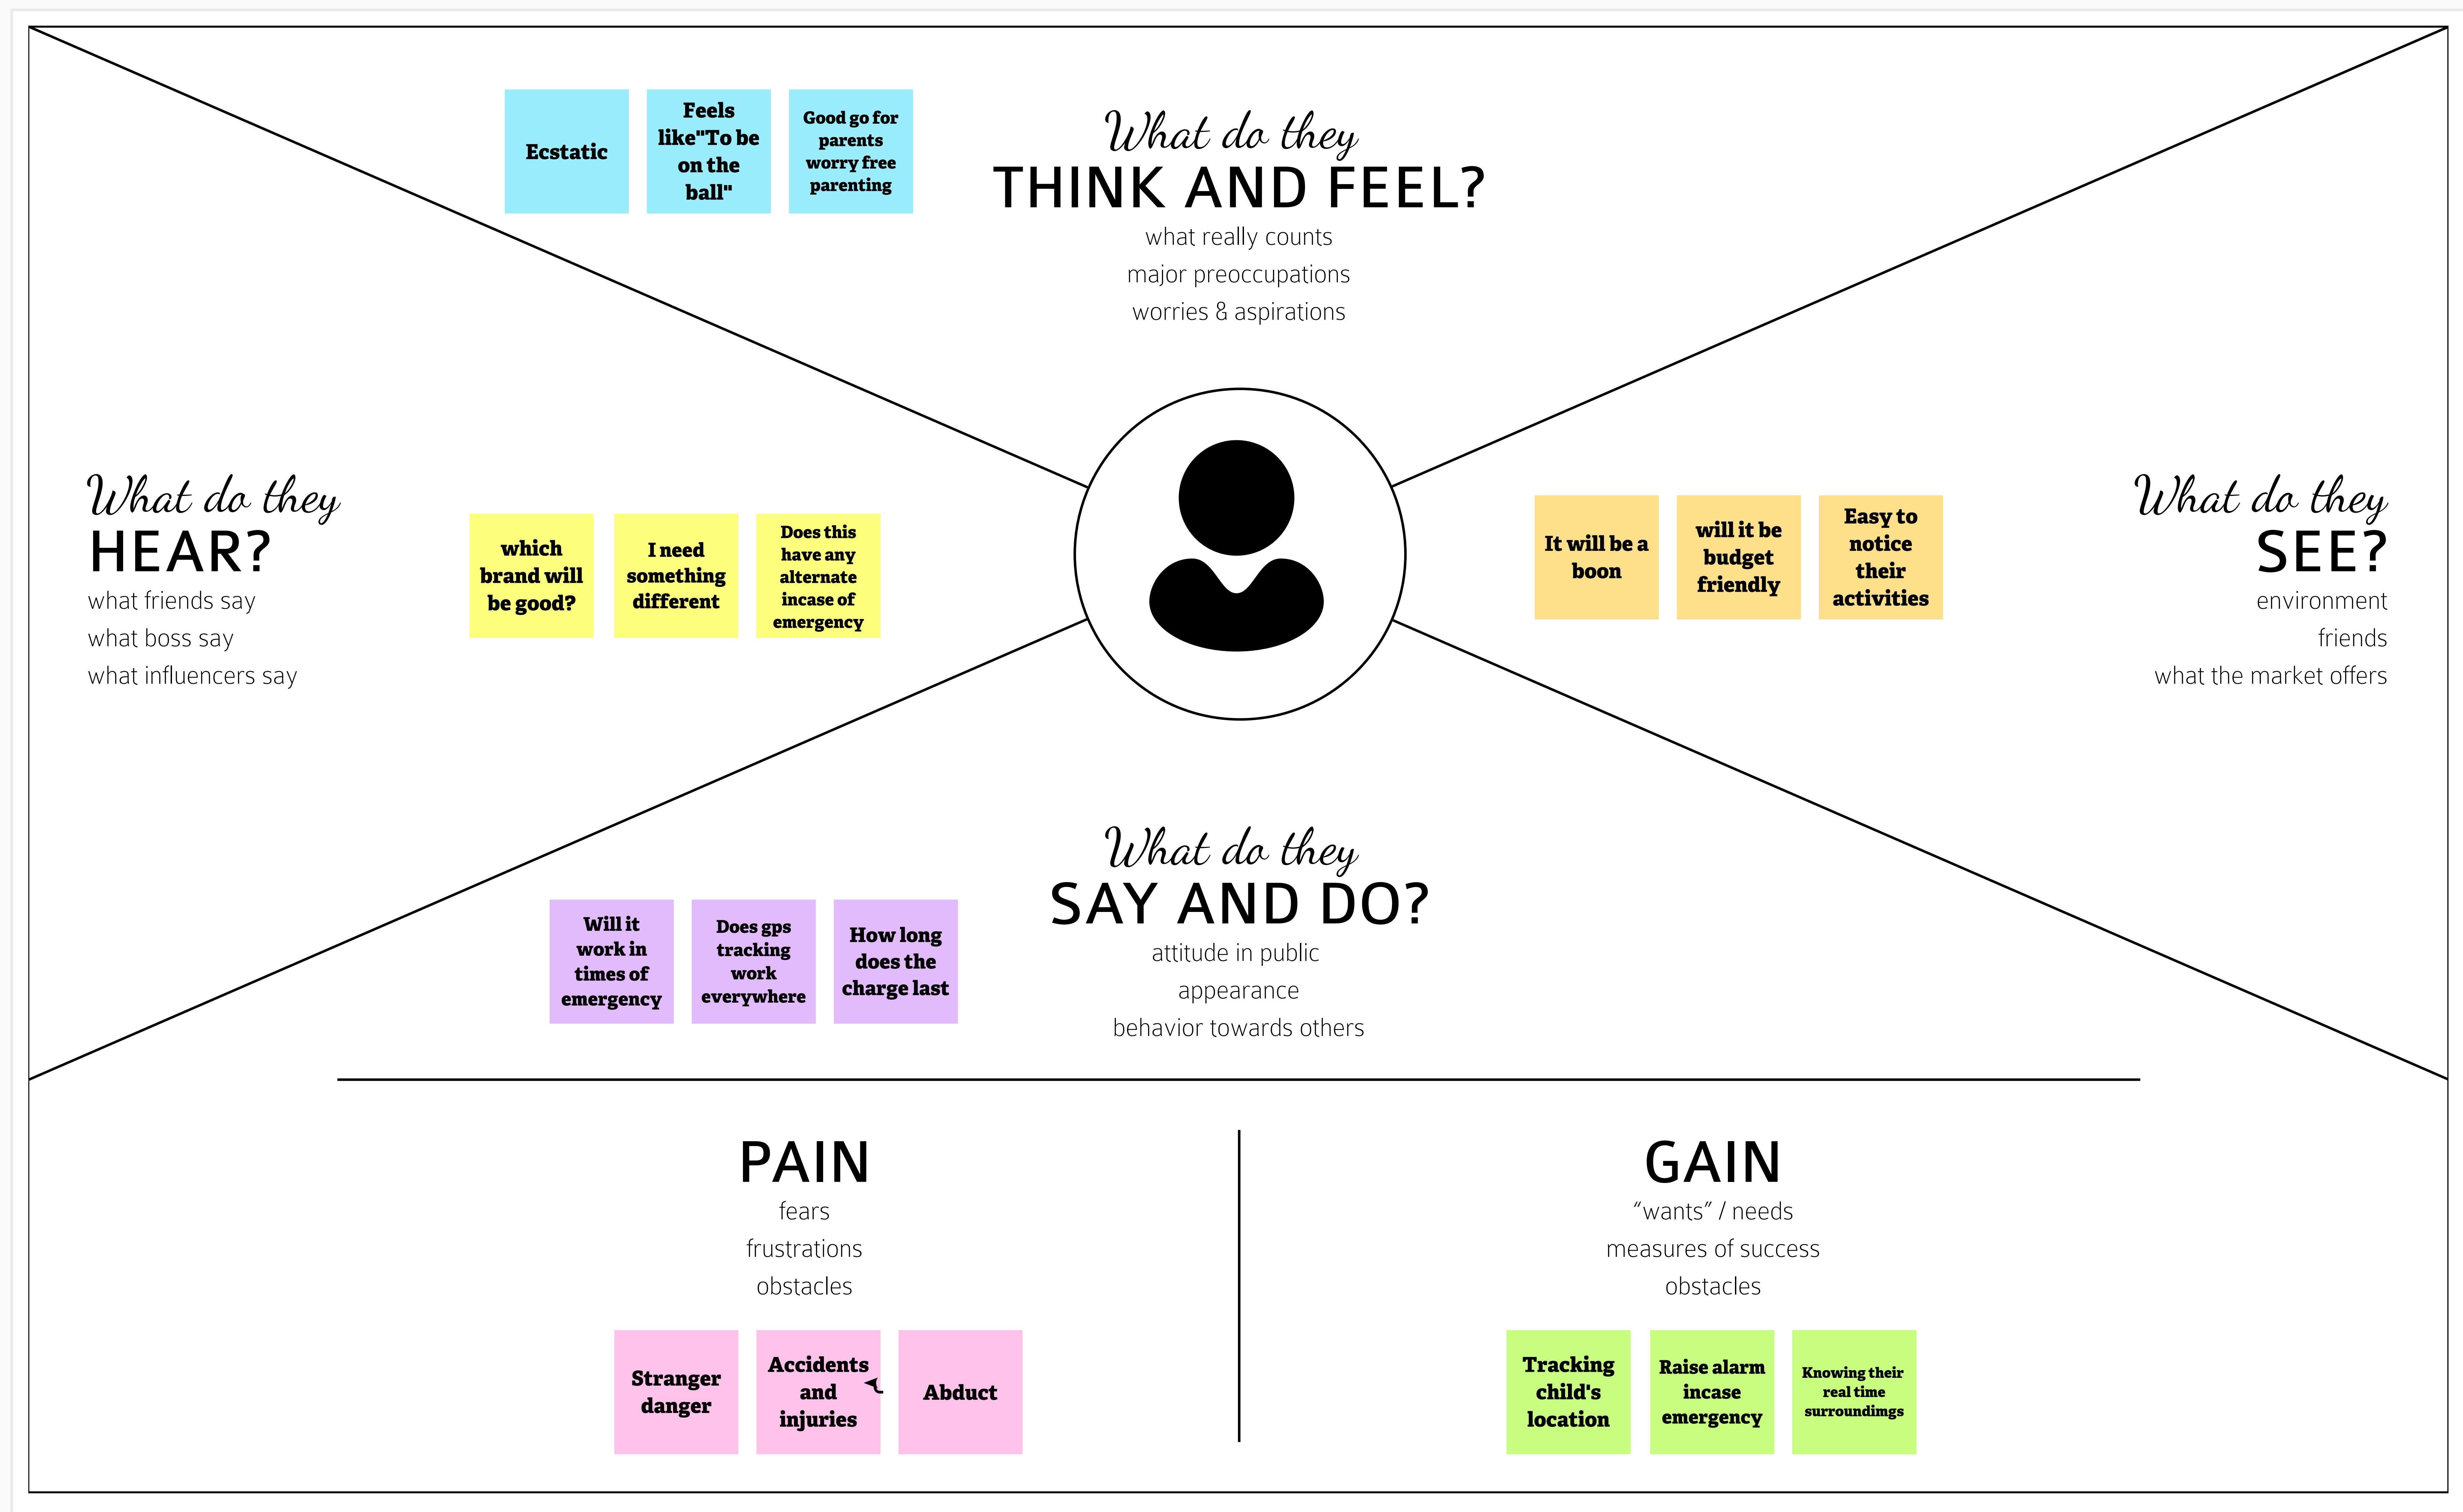 Ecstatic
Feels
like"To be
on the
ball"
Good go for
parents
worry free
parenting
What do they
THINK AND FEEL?
what really counts
major preoccupations
worries & aspirations
What do they
HEAR?
what friends say
what boss say
what influencers say
which
brand will
be good?
I need
something
different
Does this
have any
alternate
incase of
emergency
It will be a
boon
will it be
budget
friendly
Easy to
notice
their
activities
What do they
SEE?
environment
friends
what the market offers
What do they
SAY AND DO?
attitude in public
appearance
behavior towards others
Will it
work in
times of
emergency
Does gps
tracking
work
everywhere
How long
does the
charge last
PAIN
fears
frustrations
obstacles
Stranger
danger
Accidents
and
injuries
Abduct
GAIN
“wants” / needs
measures of success
obstacles
Tracking
child's
location
Raise alarm
incase
emergency
Knowing their
real time
surroundimgs